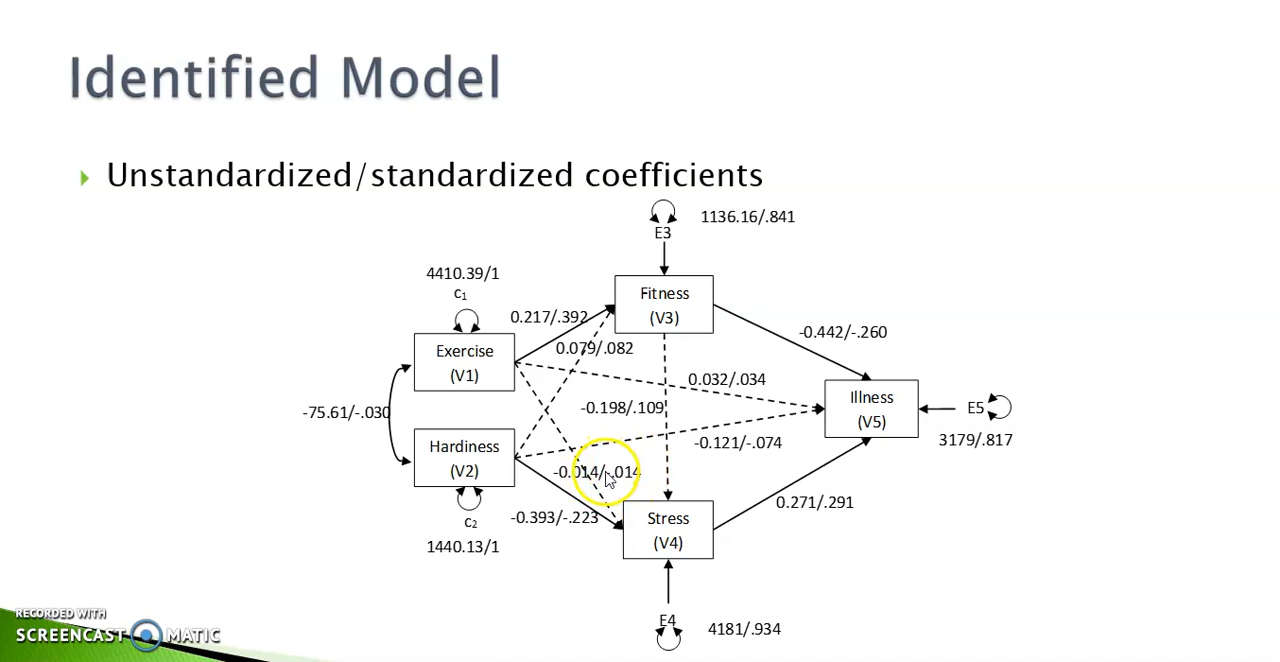 Identified Model
Unstandardized/standardized coefficients
1136.16/.841
E3
4410.39/1
c₁
Fitness
(V3)
0.217/.392
-0.442/-.260
0.079/.082
Exercise
(V1)
0.032/.034
Illness
(V5)
E5
-75.61/-.030
-0.198/.109
3179/.817
-0.121/-.074
Hardiness
(V2)
-0.014/-.014
0.271/.291
-0.393/-.223
Stress
(V4)
c₂
1440.13/1
E4
4181/.934
RECORDED WITH
SCREENCAST MATIC